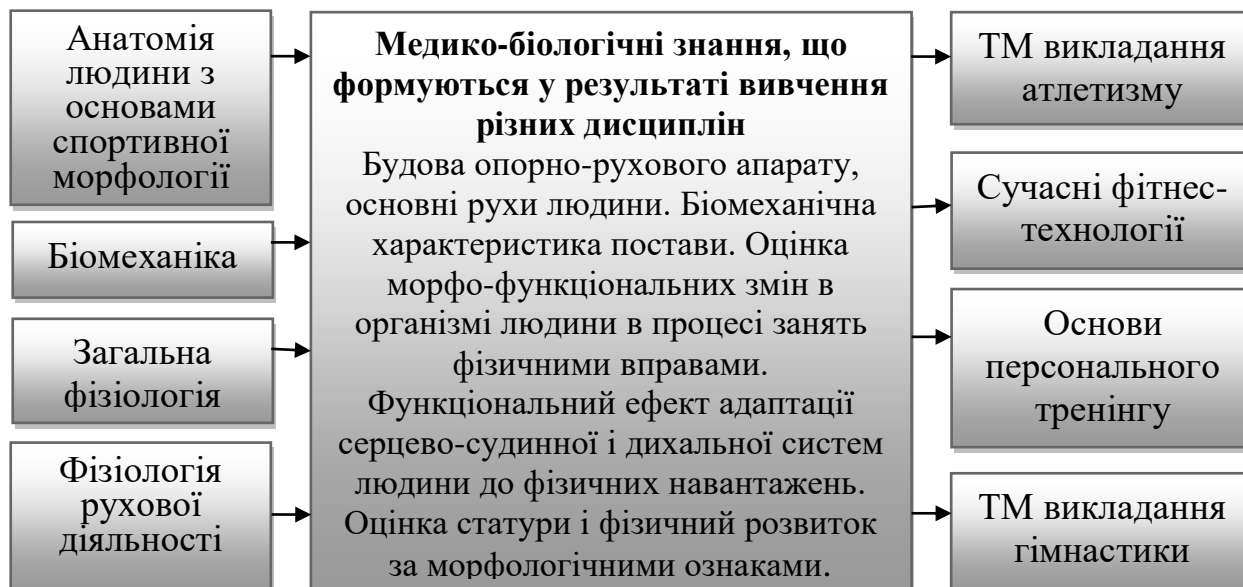 Анатомія
людини з
основами
спортивної
морфології
Біомеханіка
Загальна
фізіологія
Фізіологія
рухової
діяльності
Медико-біологічні знання, що
формуються у результаті вивчення
різних дисциплін
Будова опорно-рухового апарату,
основні рухи людини. Біомеханічна
характеристика постави. Оцінка
морфо-функціональних змін в
організмі людини в процесі занять
фізичними вправами.
Функціональний ефект адаптації
серцево-судинної і дихальної систем
людини до фізичних навантажень.
Оцінка статури і фізичний розвиток
за морфологічними ознаками.
ТМ викладання
атлетизму
Сучасні фітнес-
технології
Основи
персонального
тренінгу
ТМ викладання
гімнастики